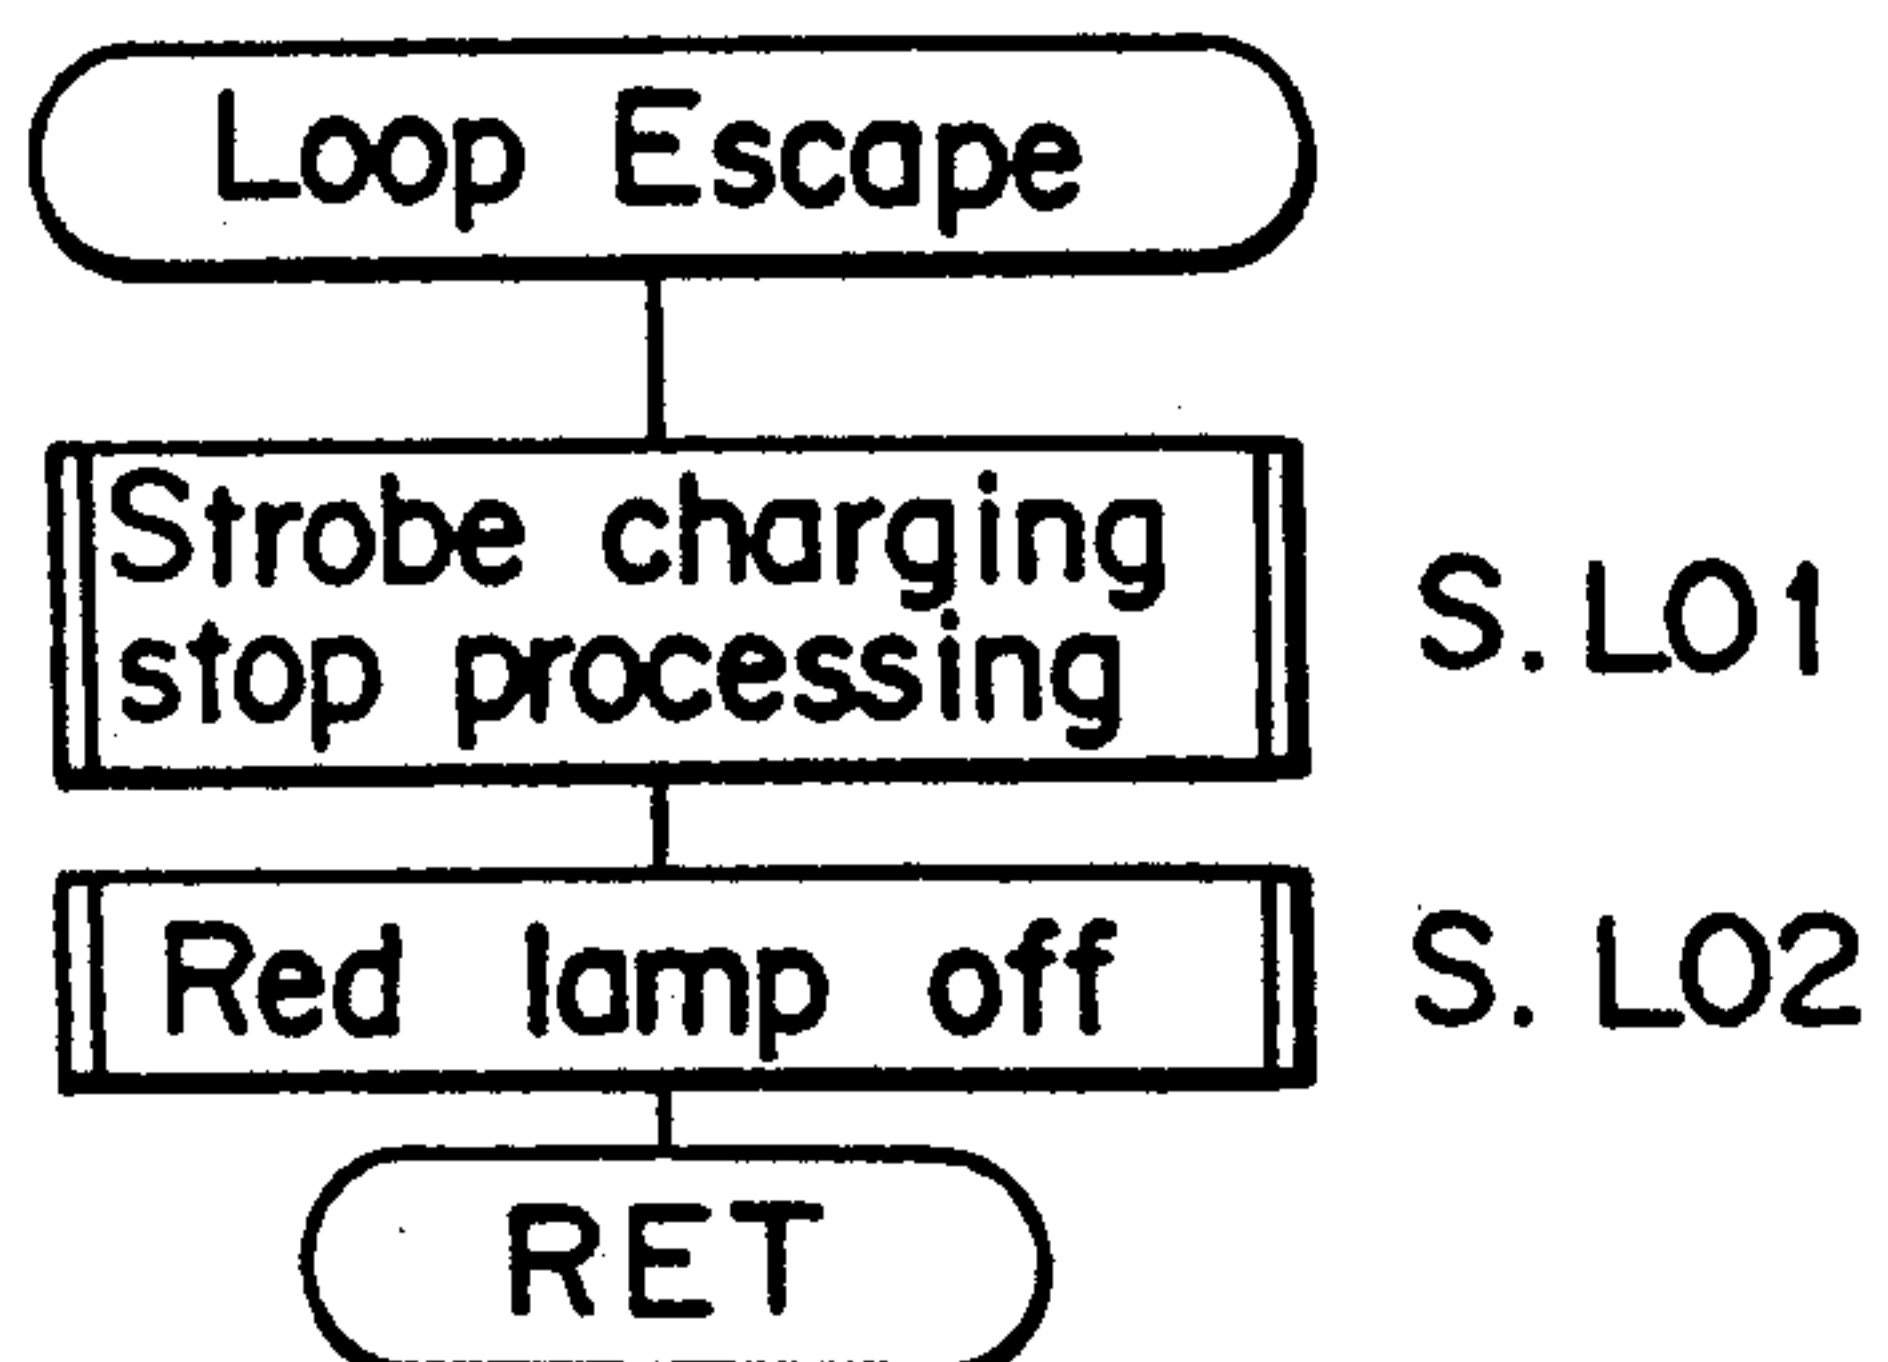 Loop Escape
Strobe charging
stop processing
S. L01
Red lamp off
S. L02
RET